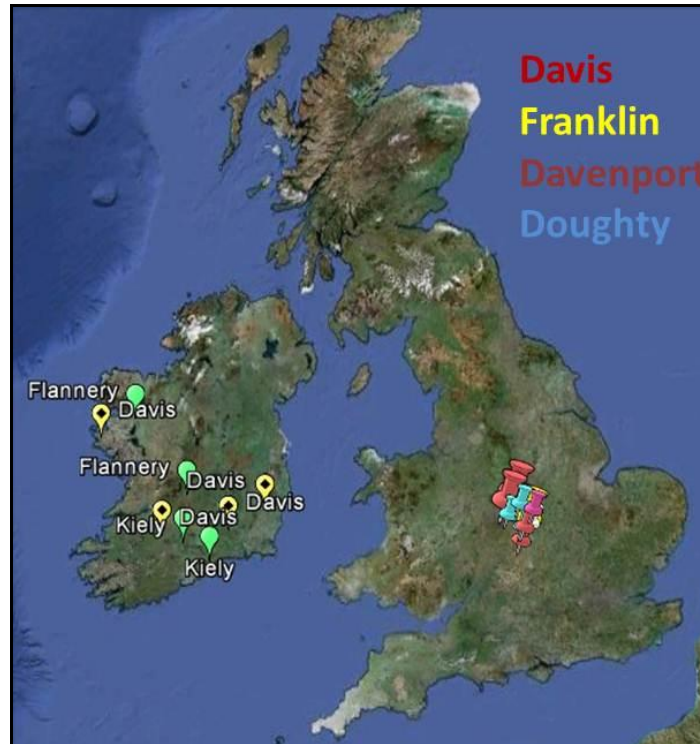 Davis
Franklin
Davenport
Doughty
Flannery
Davis
Flannery
Davis
Davis
Kiely
Davis
Kiely